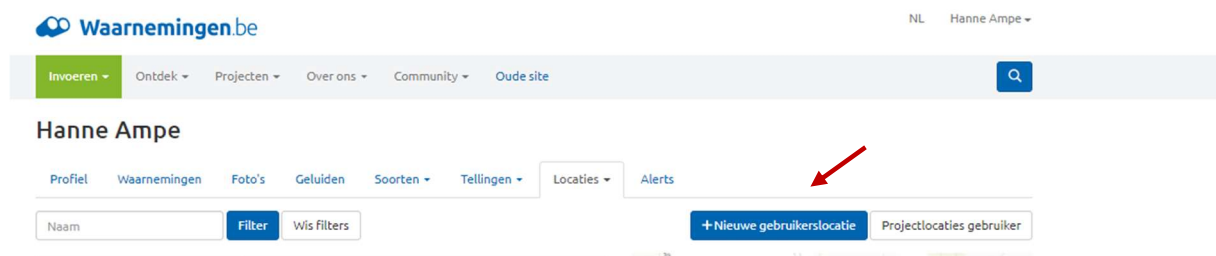 Waarnemingen.be
NL Hanne Ampe
Invoeren Ontdek Projecten Over ons Community Oude site
Hanne Ampe
Profiel Waarnemingen Foto's Geluiden Soorten Tellingen Locaties Alerts
Naam Filter Wis filters +Nieuwe gebruikerslocatie Projectlocaties gebruiker